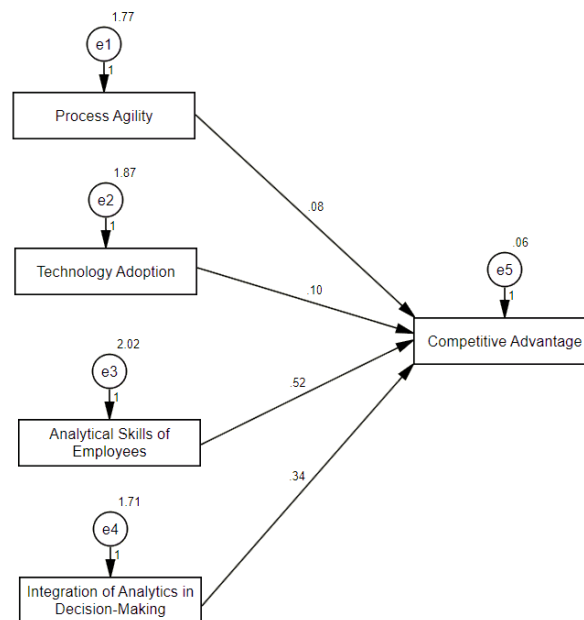 1.77
e1
1
Process Agility
1.87
e2
1
Technology Adoption
2.02
e3
1
Analytical Skills of
Employees
1.71
e4
1
Integration of Analytics in
Decision-Making
.08
.10
.52
.34
.06
e5
1
Competitive Advantage